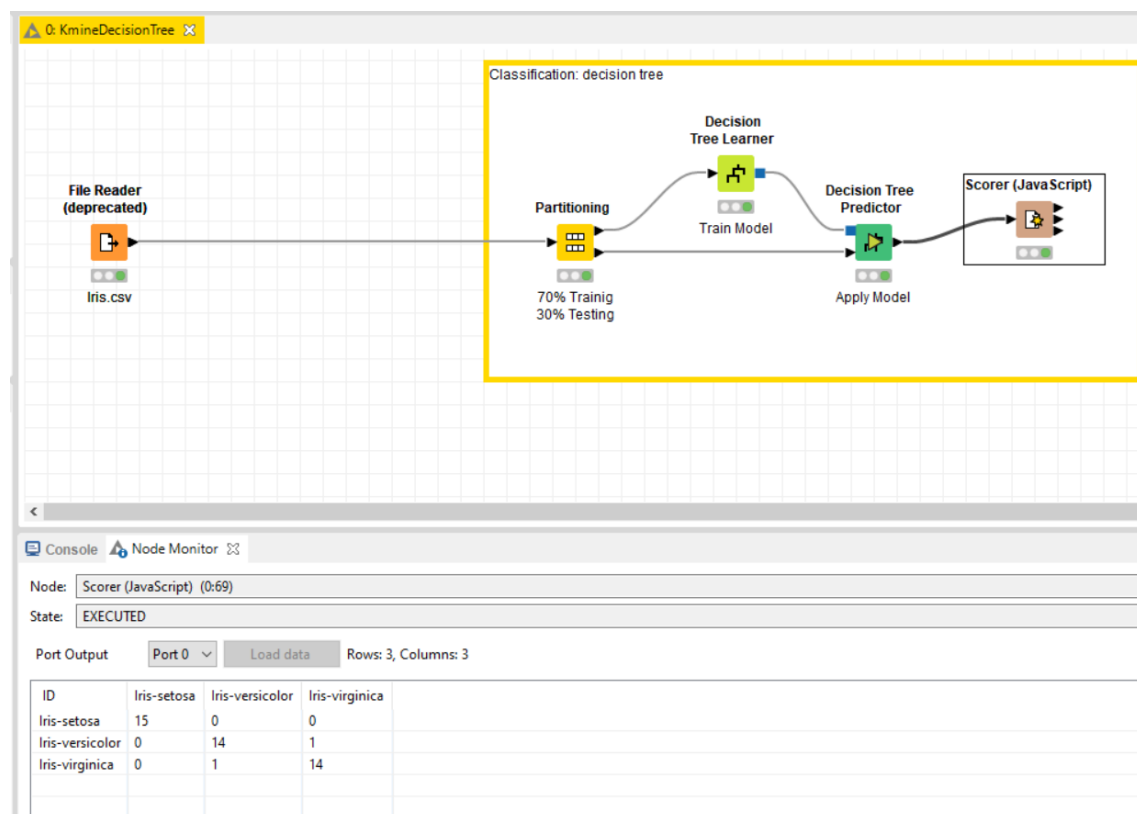 0: KmineDecisionTree
Classification: decision tree
Decision
Tree Learner
File Reader
(deprecated)
Decision Tree
Predictor
Scorer (JavaScript)
Partitioning
Train Model
Iris.csv
70% Trainig
30% Testing
Apply Model
Console Node Monitor
Node: Scorer (JavaScript) (0:69)
State: EXECUTED
Port Output Port 0 Load data Rows: 3, Columns: 3
ID Iris-setosa Iris-versicolor Iris-virginica
Iris-setosa 15 0 0
Iris-versicolor 0 14 1
Iris-virginica 0 1 14